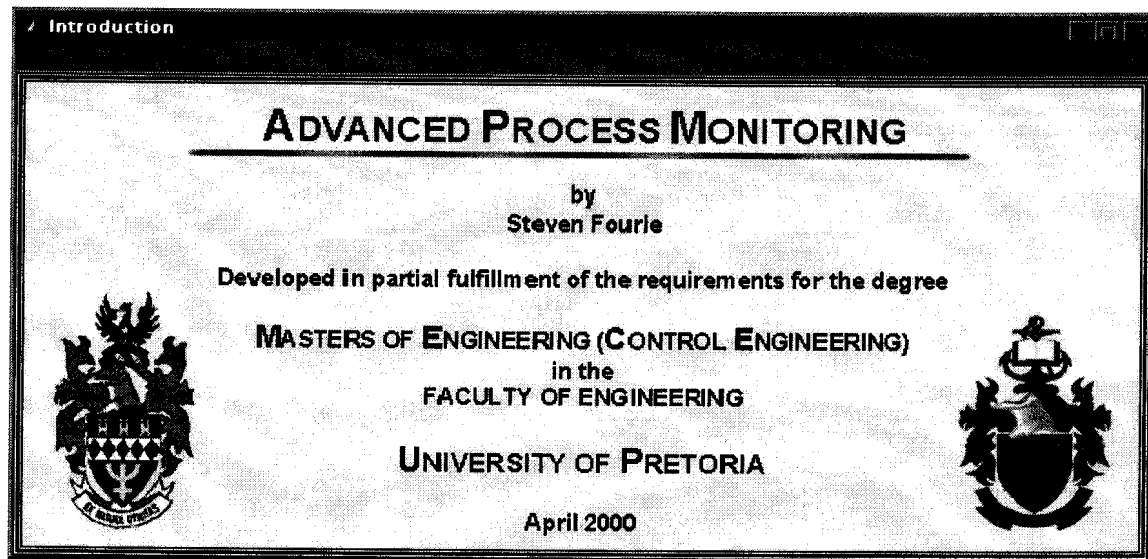 Introduction
ADVANCED PROCESS MONITORING
by
Steven Fourie
Developed in partial fulfillment of the requirements for the degree
MASTERS OF ENGINEERING (CONTROL ENGINEERING)
in the
FACULTY OF ENGINEERING
UNIVERSITY OF PRETORIA
April 2000